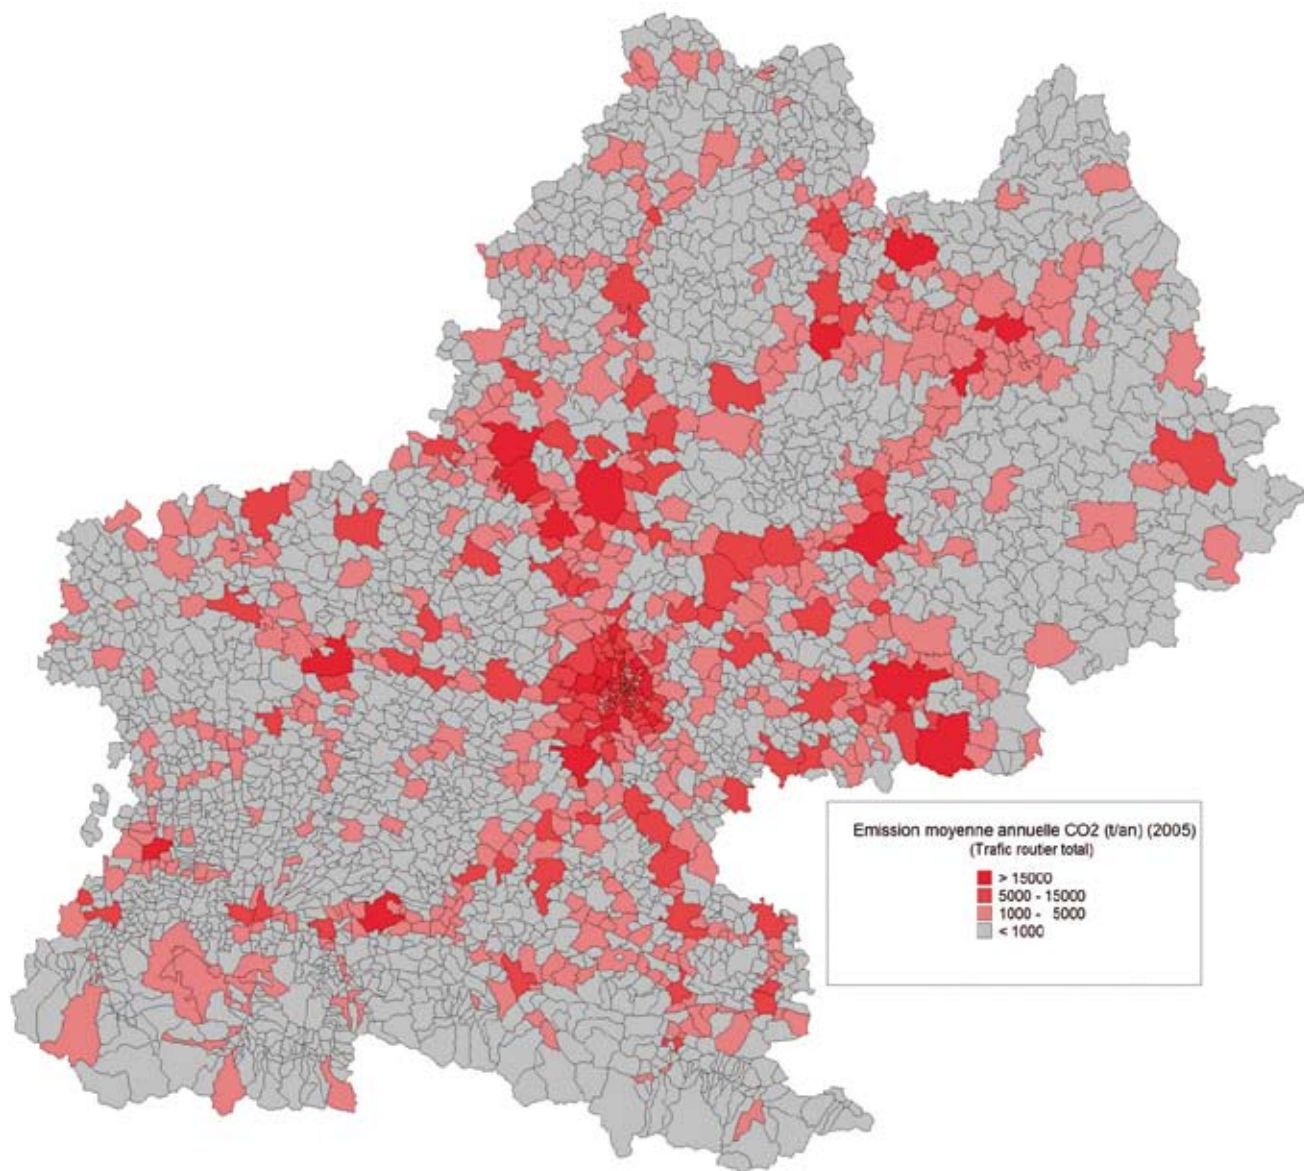 Emission moyenne annuelle CO2 (t/an) (2005)
(Trafic routier total)
> 15000
5000 - 15000
1000 - 5000
< 1000